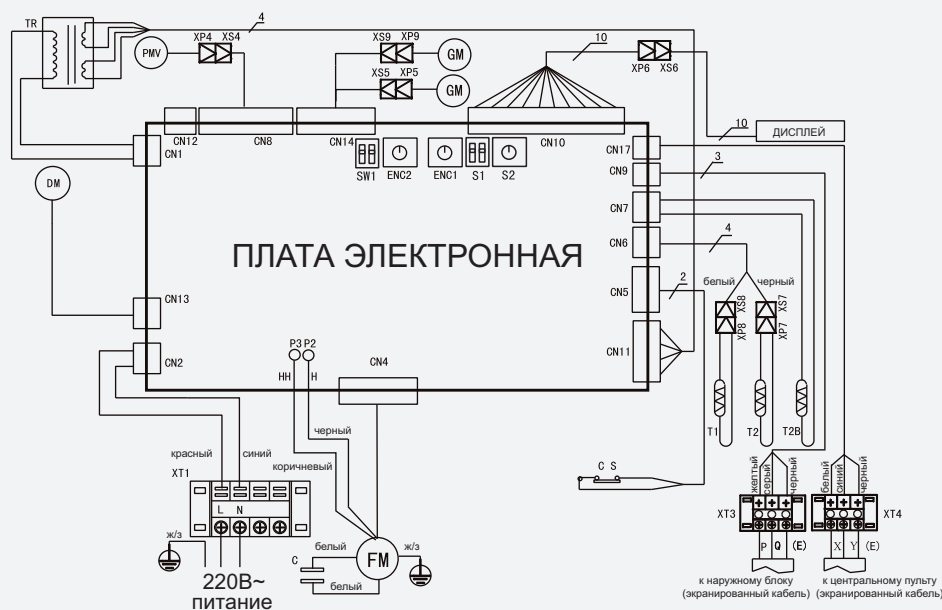 TR
4
XP4 XS4
PMV
XS9 XP9
GM
XS5 XP5
GM
10
XP6 XS6
10
ДИСПЛЕЙ
CN12
CN8
CN14
CN10
CN1
CN17
SW1
ENC2
ENC1
S1
S2
CN9
3
DM
CN7
CN6
4
ПЛАТА ЭЛЕКТРОННАЯ
белый
черный
CN13
CN5
2
XP8 XS8
XP7 XS7
CN2
P3 P2
CN4
CN11
HH
H
черный
T1
T2
T2B
красный
синий
коричневый
XT1
C S
желтый
серый
черный
белый
синий
черный
L N
XT3
XT4
ж/з
белый
C
FM
ж/з
P Q (E)
X Y (E)
белый
220В~
питание
к наружному блоку
(экранированный кабель)
к центральному пульту
(экранированный кабель)